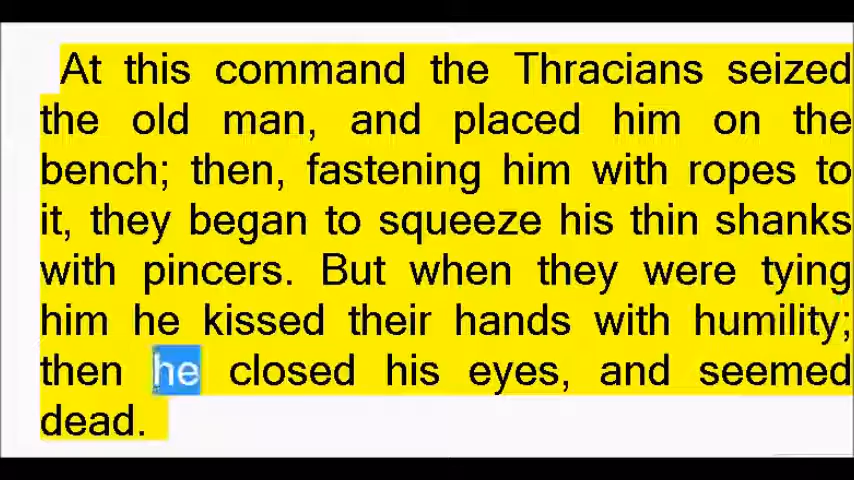 At this command the Thracians seized
the old man, and placed him on the
bench; then, fastening him with ropes to
it, they began to squeeze his thin shanks
with pincers. But when they were tying
him he kissed their hands with humility;
then he closed his eyes, and seemed
dead.